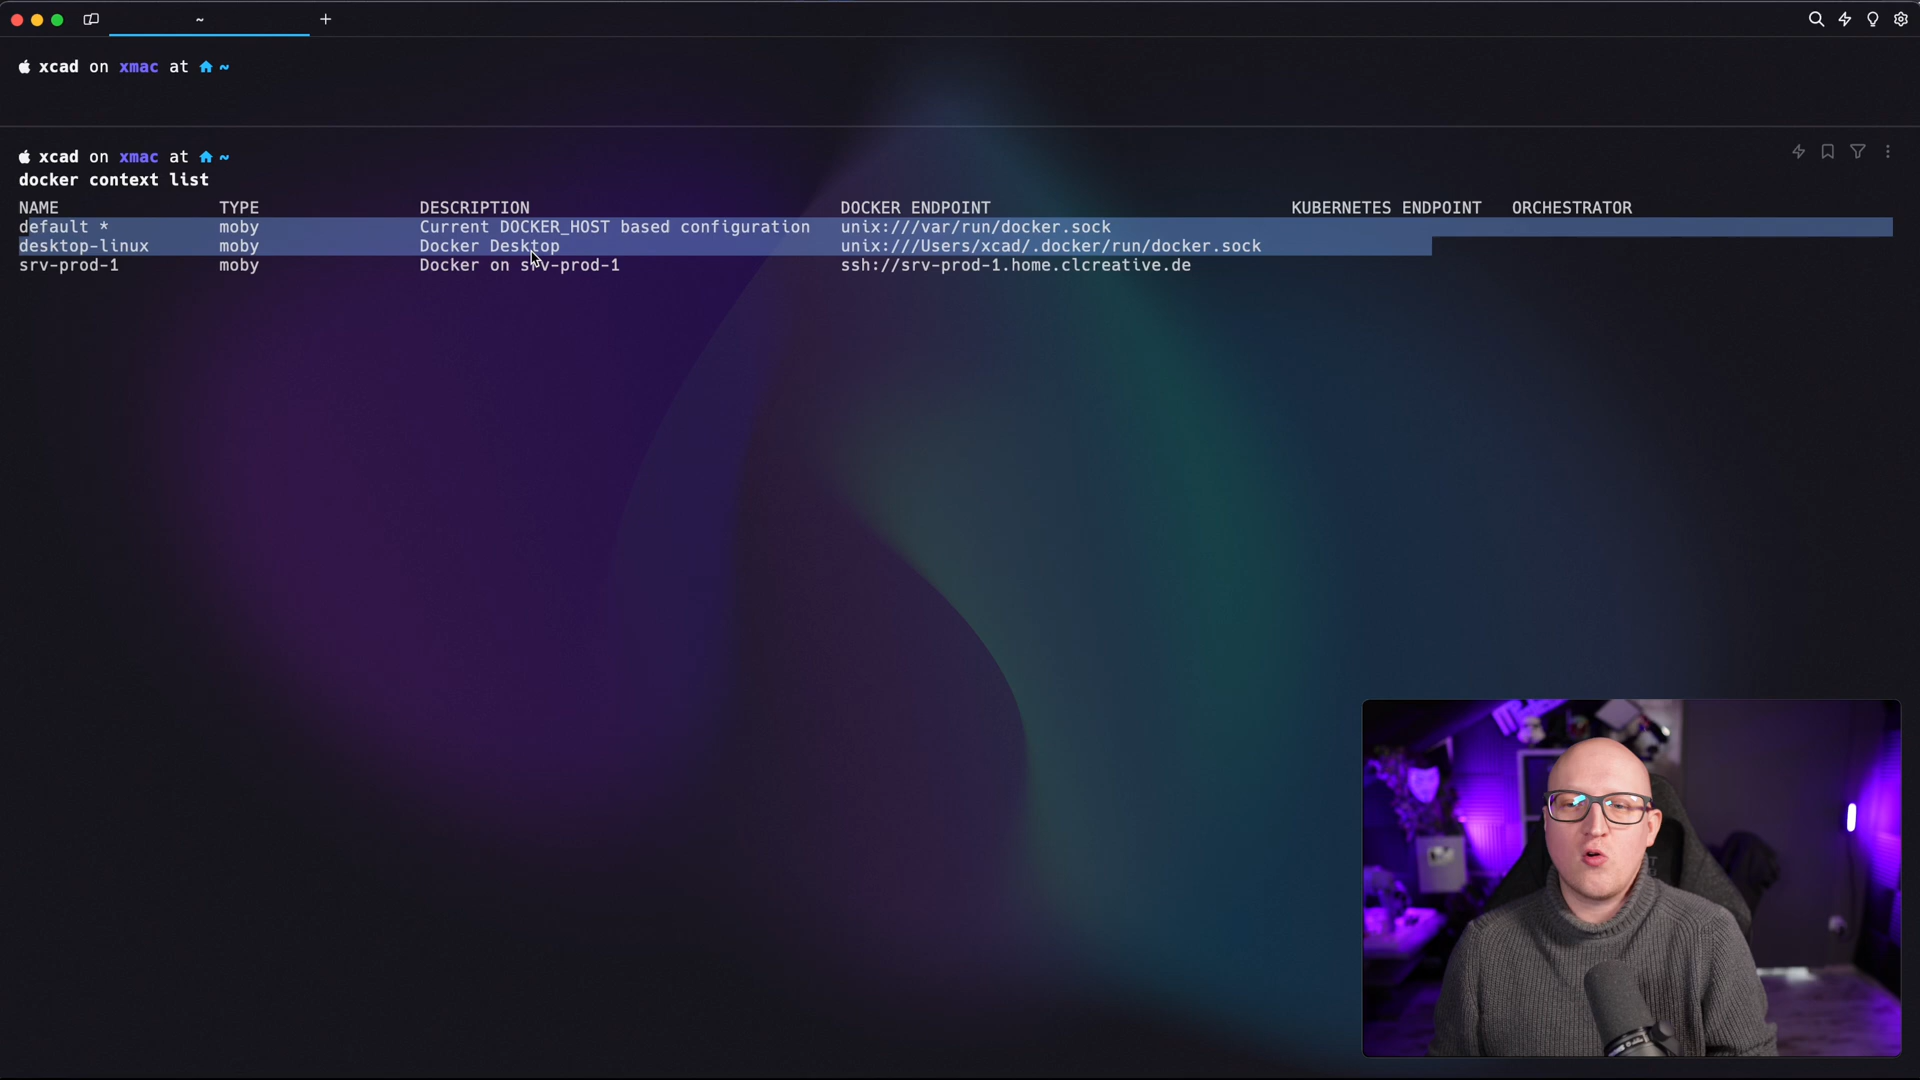 ~
xcad on xmac at ~
xcad on xmac at ~
docker context list
NAME TYPE DESCRIPTION DOCKER ENDPOINT KUBERNETES ENDPOINT ORCHESTRATOR
default * moby Current DOCKER_HOST based configuration unix:///var/run/docker.sock
desktop-linux moby Docker Desktop unix:///Users/xcad/.docker/run/docker.sock
srv-prod-1 moby Docker on srv-prod-1 ssh://srv-prod-1.home.clcreative.de